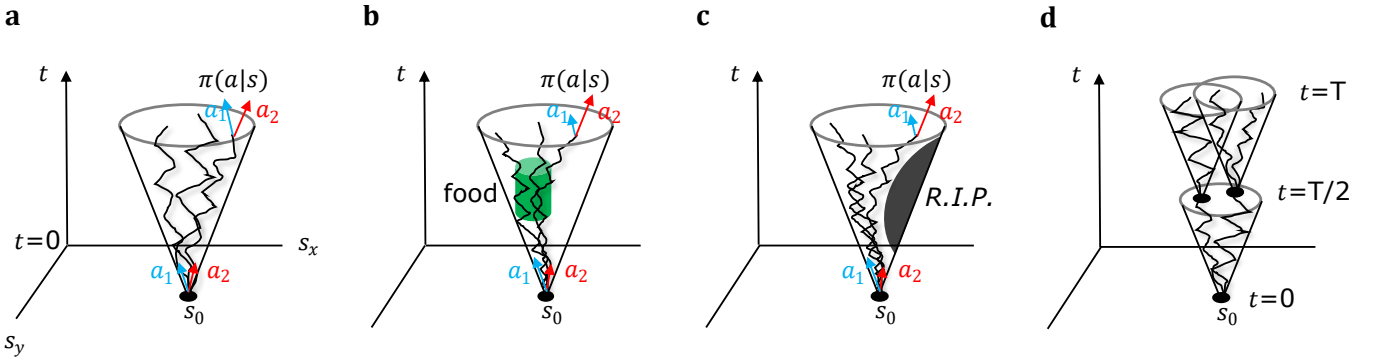 a
t
π(a|s)
a₁
a₂
t=0
sₓ
a₁
a₂
s₀
s_y
b
t
π(a|s)
a₁
a₂
food
a₁
a₂
s₀
c
t
π(a|s)
a₁
a₂
R.I.P.
a₁
a₂
s₀
d
t
t=T
t=T/2
t=0
s₀